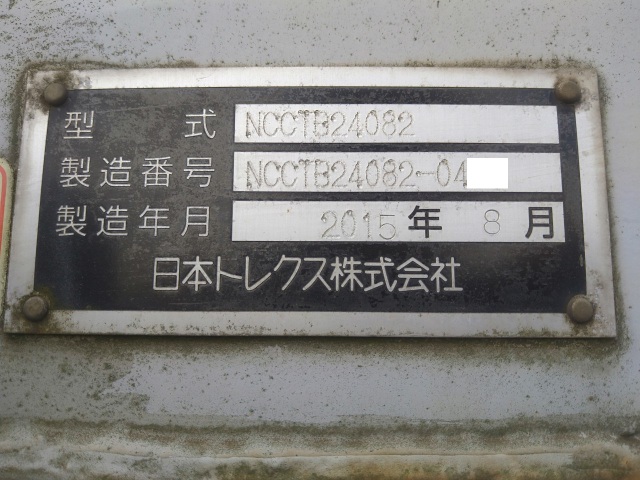 型 式 NCCTB24082
製造番号 NCCTB24082-04
製造年月 2015年 8月
日本トレクス株式会社